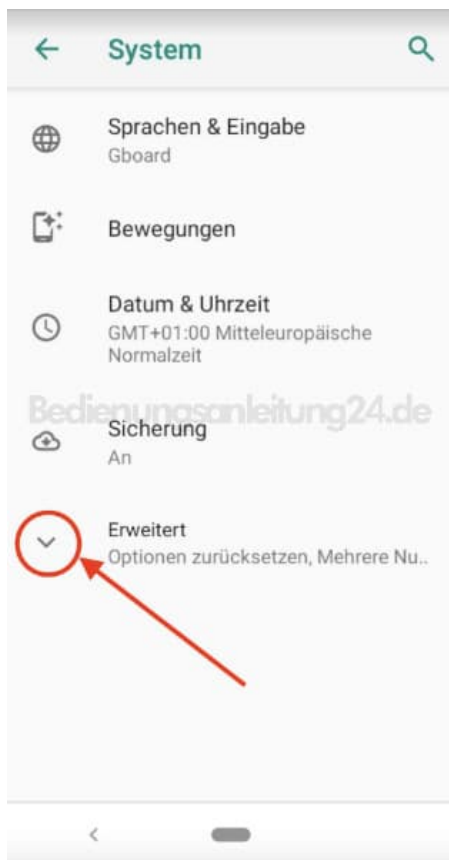 System
Sprachen & Eingabe
Gboard
Bewegungen
Datum & Uhrzeit
GMT+01:00 Mitteleuropäische
Normalzeit
Bedienungsanleitung24.de
Sicherung
An
Erweitert
Optionen zurücksetzen, Mehrere Nu..